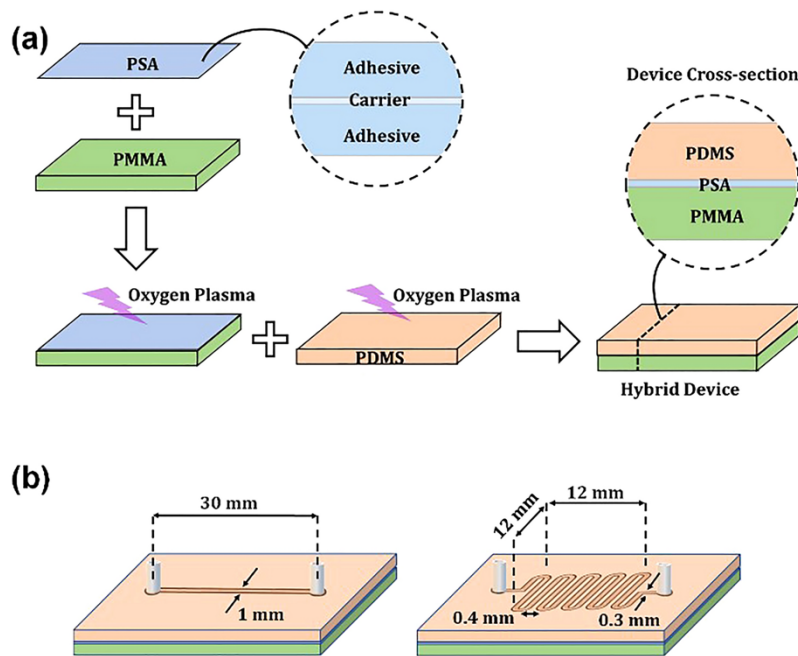 (a)
PSA
Adhesive
Carrier
Adhesive
PMMA
Device Cross-section
PDMS
PSA
PMMA
Oxygen Plasma
Oxygen Plasma
PDMS
Hybrid Device
(b)
30 mm
1 mm
12 mm
12 mm
0.4 mm
0.3 mm